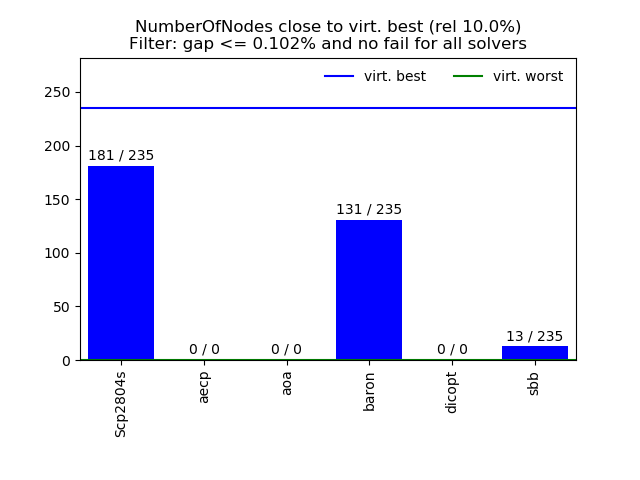 NumberOfNodes close to virt. best (rel 10.0%)
Filter: gap <= 0.102% and no fail for all solvers
virt. best
virt. worst
250
200
150
100
50
0
181 / 235
0 / 0
0 / 0
131 / 235
0 / 0
13 / 235
Scp2804s
aecp
aoa
baron
dicopt
sbb